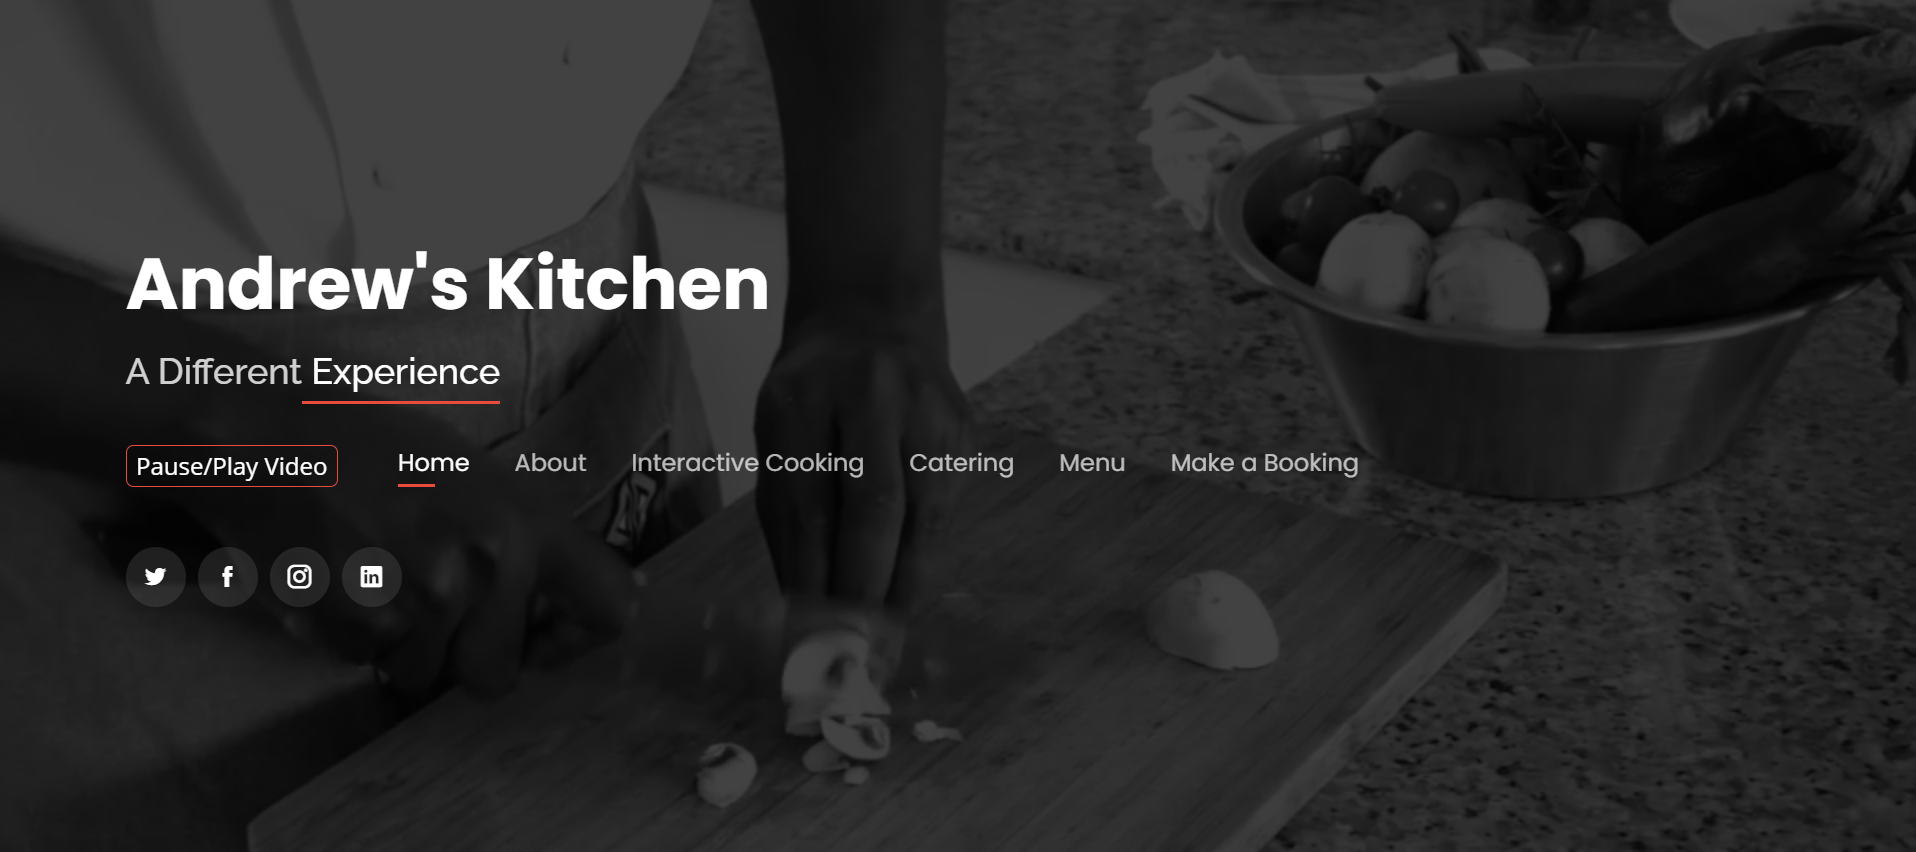 Andrew's Kitchen
A Different Experience
Pause/Play Video Home About Interactive Cooking Catering Menu Make a Booking